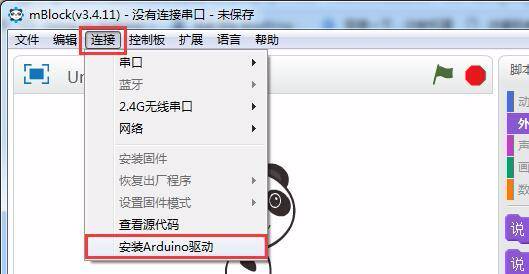 mBlock(v3.4.11) - 没有连接串口 - 未保存
文件 编辑 连接 控制板 扩展 语言 帮助
Un
脚本
串口
蓝牙
2.4G无线串口
网络
安装固件
恢复出厂程序
设置固件模式
查看源代码
安装Arduino驱动
动
外
声
画
数
说
说